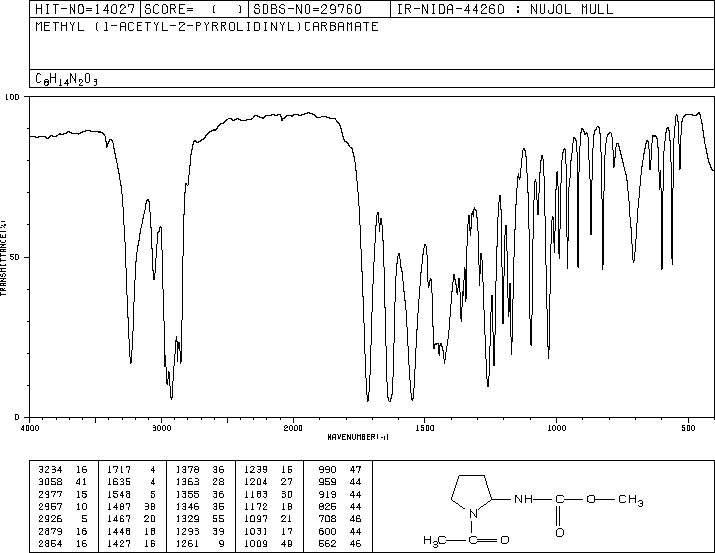 HIT-NO=14027 SCORE= ( ) SDBS-NO=29760 IR-NIDA-44260 : NUJOL MULL
METHYL (1-ACETYL-2-PYRROLIDINYL)CARBAMATE
C8H14N2O3
100
50
0
TRANSMITTANCE(%)
4000 3000 2000 1500 1000 500
WAVENUMBER(-1)
3234 16 1717 4 1378 36 1239 15 990 47
3058 41 1635 4 1363 28 1204 27 959 44
2977 15 1548 5 1355 36 1183 30 919 44
2957 10 1487 38 1346 35 1172 18 825 44
2926 5 1467 20 1329 55 1097 21 708 46
2879 16 1448 18 1293 39 1031 17 600 44
2854 16 1427 16 1261 9 1009 49 562 46
NH C O CH3
N O
H3C C O